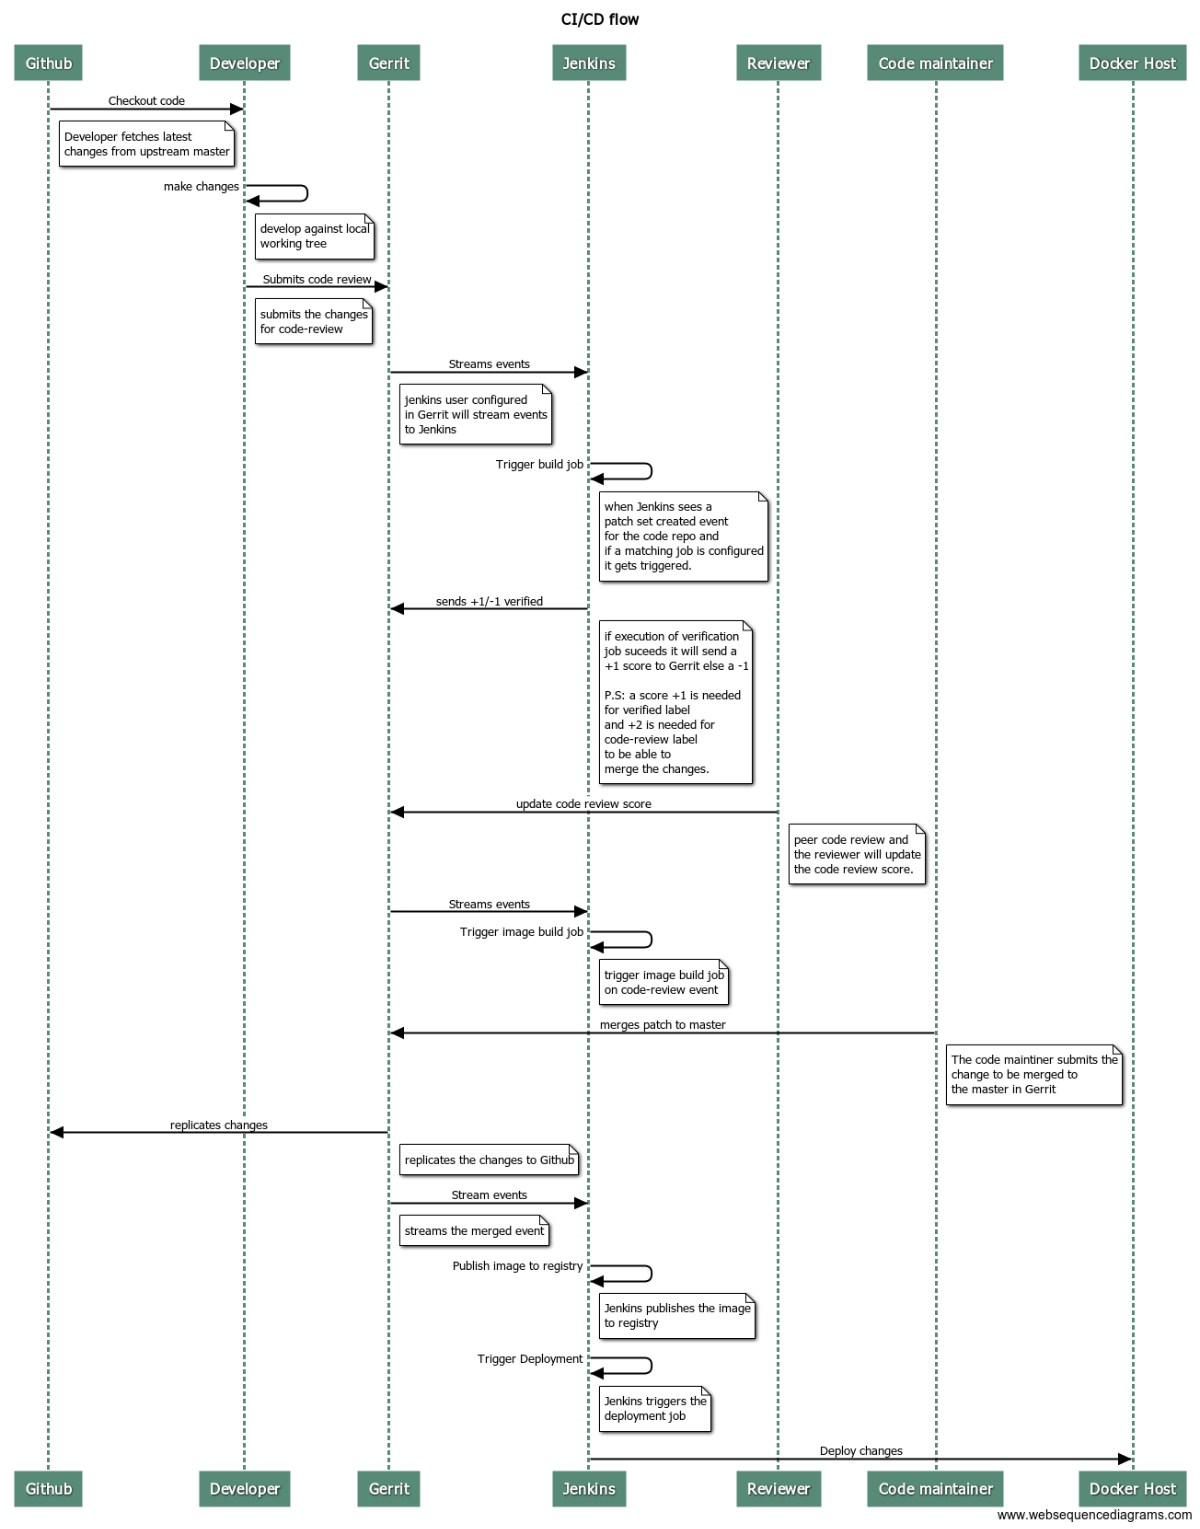 CI/CD flow
Github
Developer
Gerrit
Jenkins
Reviewer
Code maintainer
Docker Host
Checkout code
Developer fetches latest
changes from upstream master
make changes
develop against local
working tree
Submits code review
submits the changes
for code-review
Streams events
jenkins user configured
in Gerrit will stream events
to Jenkins
Trigger build job
when Jenkins sees a
patch set created event
for the code repo and
if a matching job is configured
it gets triggered.
sends +1/-1 verified
if execution of verification
job suceeds it will send a
+1 score to Gerrit else a -1
P.S: a score +1 is needed
for verified label
and +2 is needed for
code-review label
to be able to
merge the changes.
update code review score
peer code review and
the reviewer will update
the code review score.
Streams events
Trigger image build job
trigger image build job
on code-review event
merges patch to master
The code maintiner submits the
change to be merged to
the master in Gerrit
replicates changes
replicates the changes to Github
Stream events
streams the merged event
Publish image to registry
Jenkins publishes the image
to registry
Trigger Deployment
Jenkins triggers the
deployment job
Deploy changes
Github
Developer
Gerrit
Jenkins
Reviewer
Code maintainer
Docker Host
www.websequencediagrams.com